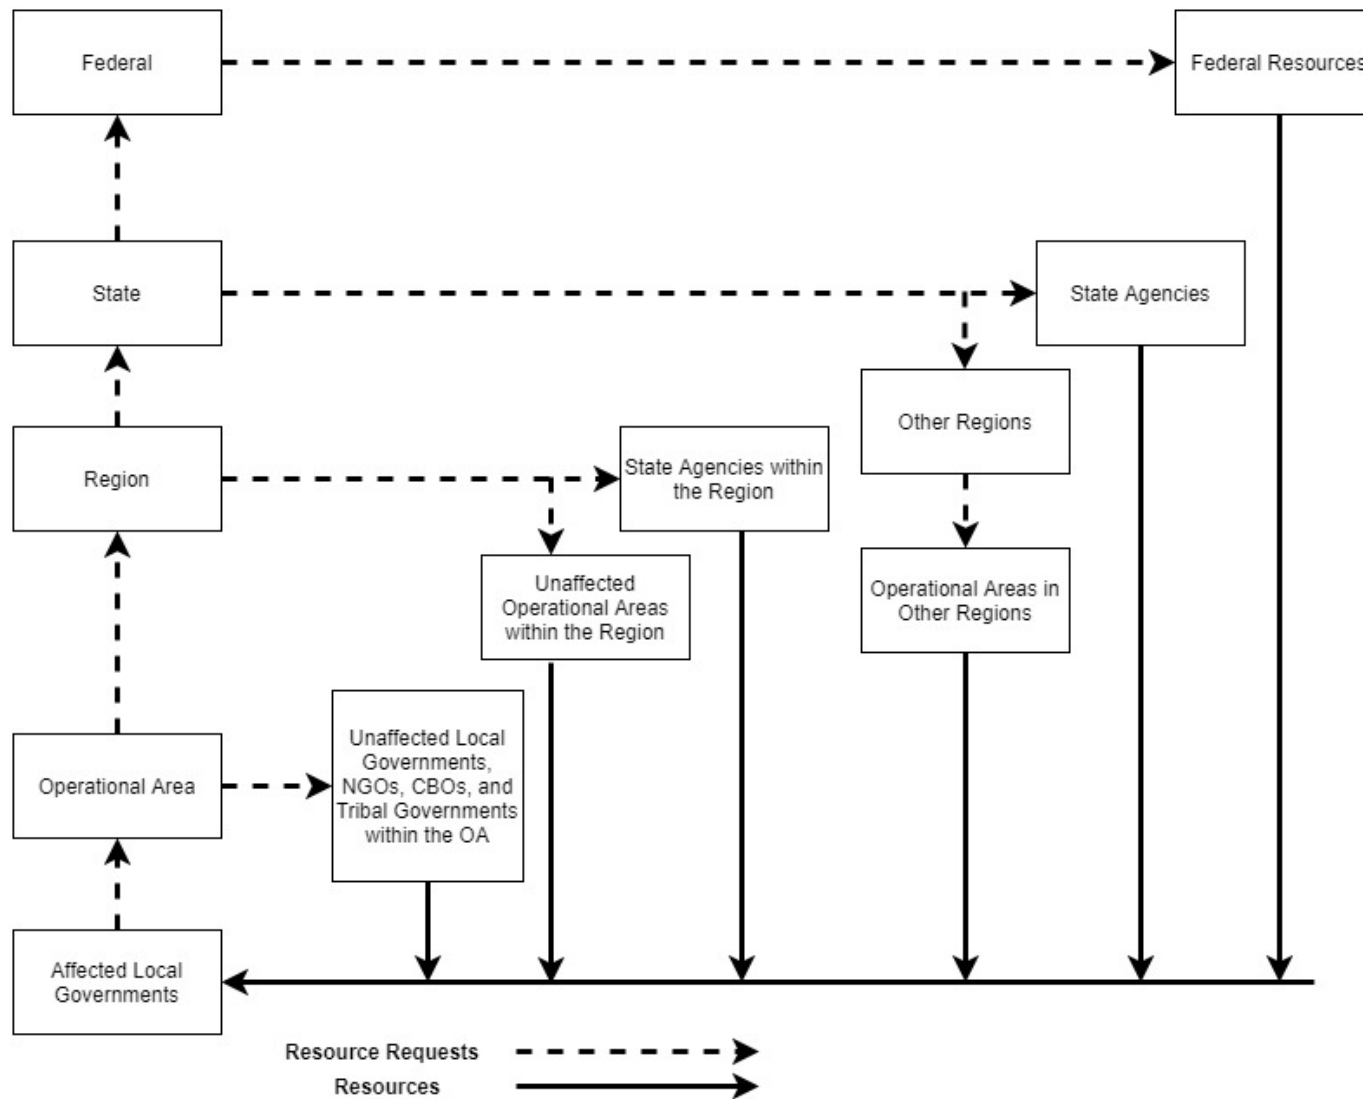 Federal
Federal Resources
State
State Agencies
Other Regions
Region
State Agencies within
the Region
Unaffected
Operational Areas
within the Region
Operational Areas in
Other Regions
Operational Area
Unaffected Local
Governments,
NGOs, CBOs, and
Tribal Governments
within the OA
Affected Local
Governments
Resource Requests
Resources